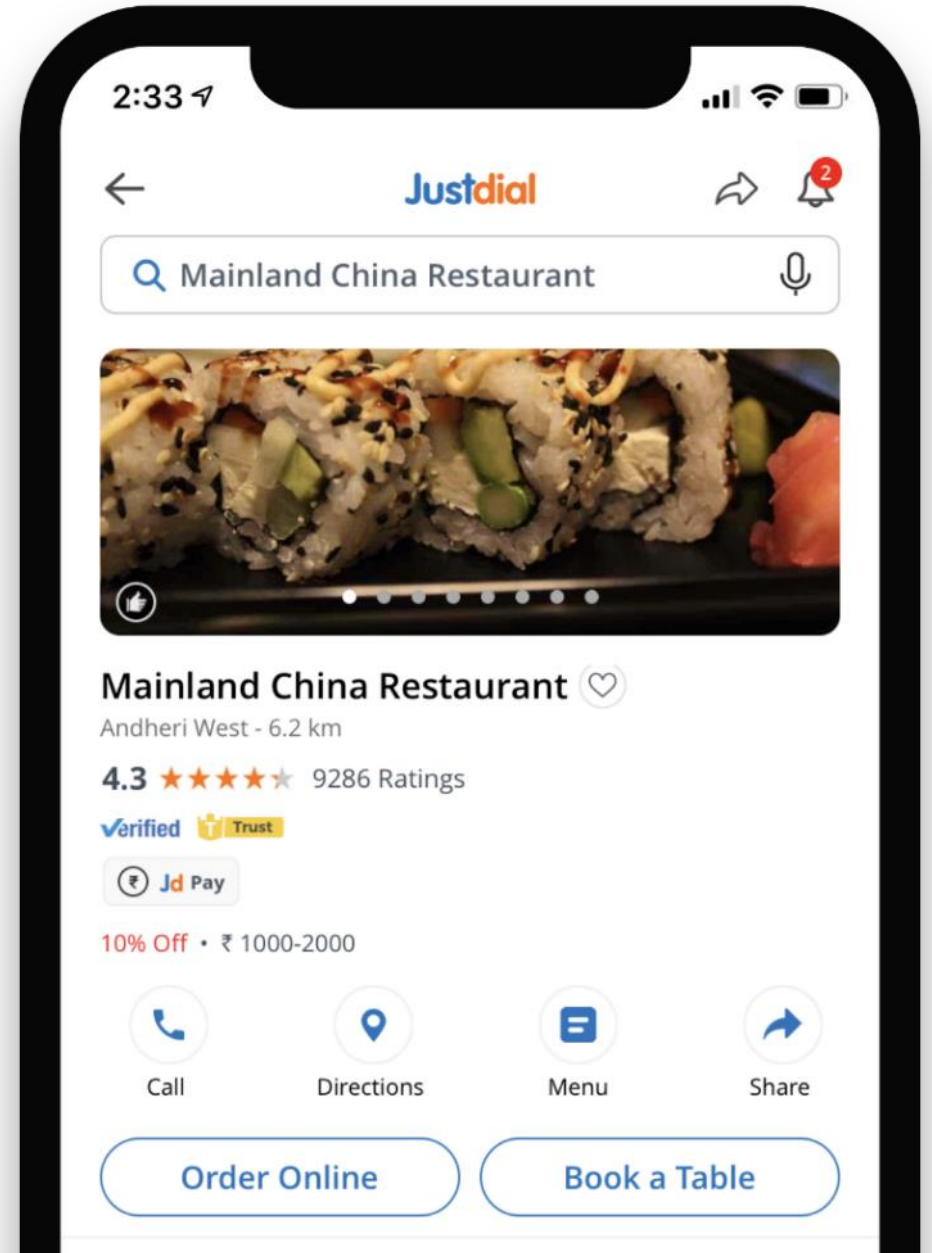 2:33
Justdial
2
Mainland China Restaurant
Mainland China Restaurant
Andheri West - 6.2 km
4.3 9286 Ratings
Verified T Trust
₹ Jd Pay
10% Off • ₹ 1000-2000
Call Directions Menu Share
Order Online Book a Table